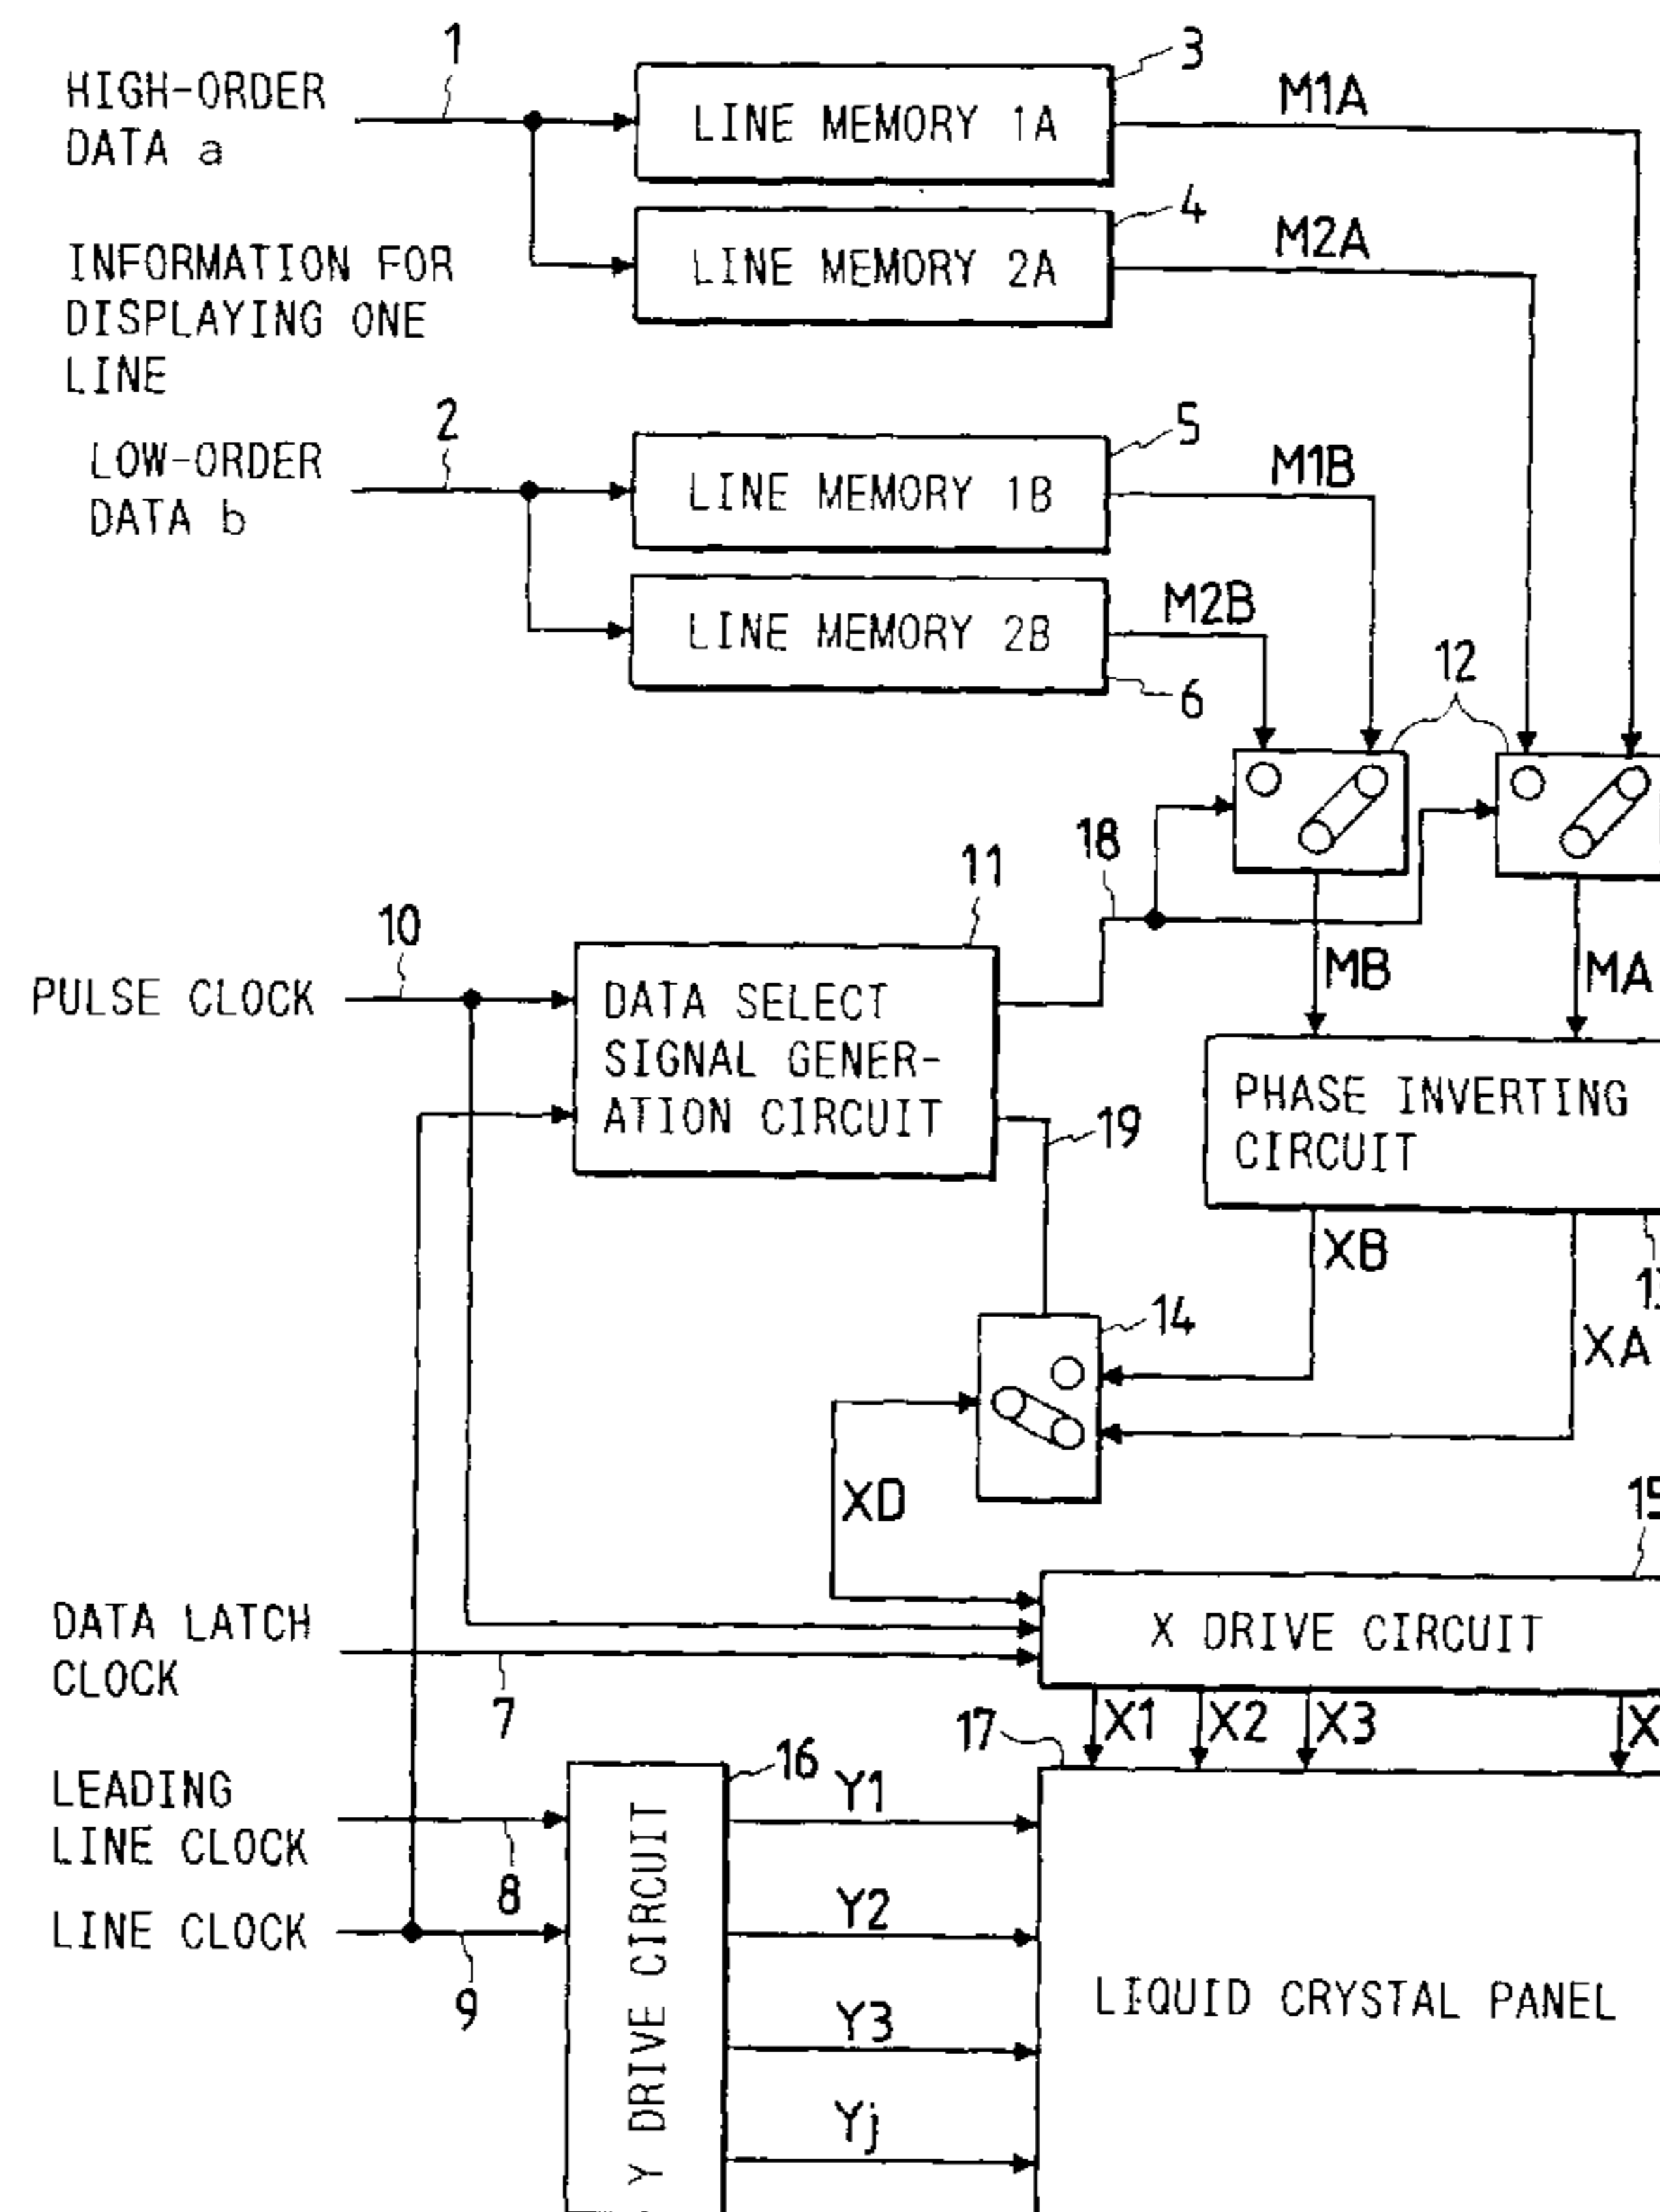 1
3
HIGH-ORDER
DATA a
LINE MEMORY 1A
M1A
4
INFORMATION FOR
DISPLAYING ONE
LINE
LINE MEMORY 2A
M2A
2
5
LOW-ORDER
DATA b
LINE MEMORY 1B
M1B
LINE MEMORY 2B
M2B
6
12
18
11
10
PULSE CLOCK
DATA SELECT
SIGNAL GENER-
ATION CIRCUIT
MB
MA
19
PHASE INVERTING
CIRCUIT
XB
XA
14
XD
15
DATA LATCH
CLOCK
7
X DRIVE CIRCUIT
X1
X2
X3
X
17
16
LEADING
LINE CLOCK
8
LINE CLOCK
9
Y DRIVE CIRCUIT
Y1
Y2
Y3
Yj
LIQUID CRYSTAL PANEL